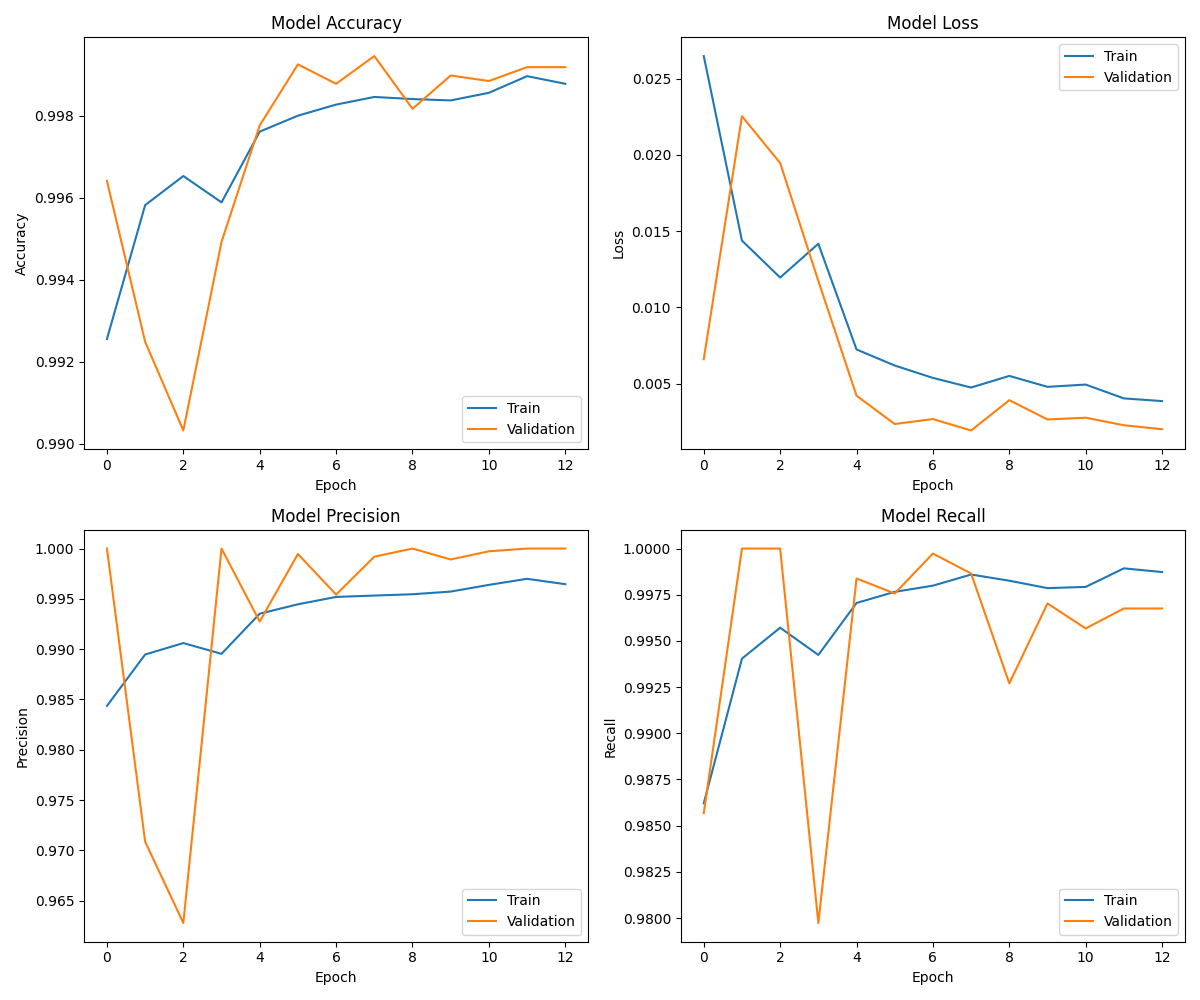 Model Accuracy
0.998
0.996
0.994
0.992
0.990
Accuracy
Train
Validation
0 2 4 6 8 10 12
Epoch
Model Loss
Train
Validation
0.025
0.020
0.015
0.010
0.005
Loss
0 2 4 6 8 10 12
Epoch
Model Precision
1.000
0.995
0.990
0.985
0.980
0.975
0.970
0.965
Precision
Train
Validation
0 2 4 6 8 10 12
Epoch
Model Recall
1.0000
0.9975
0.9950
0.9925
0.9900
0.9875
0.9850
0.9825
0.9800
Recall
Train
Validation
0 2 4 6 8 10 12
Epoch